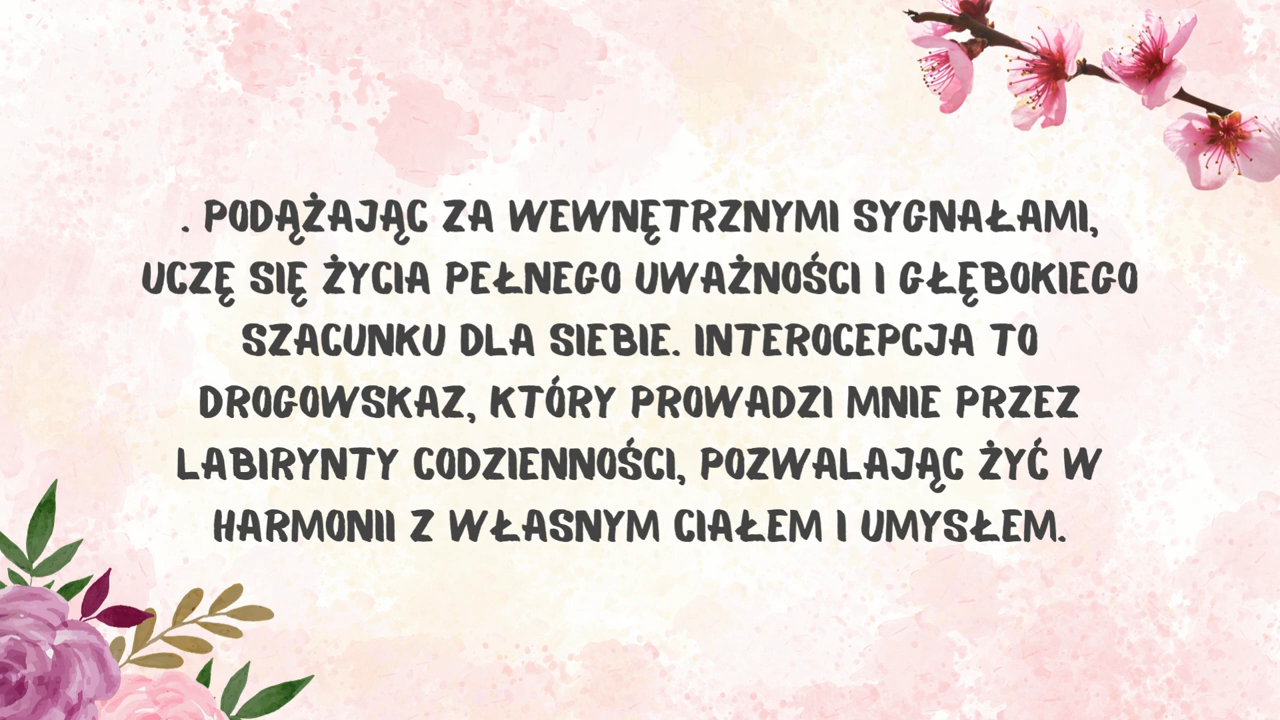 . PODĄŻAJĄC ZA WEWNĘTRZNYMI SYGNAŁAMI,
UCZĘ SIĘ ŻYCIA PEŁNEGO UWAŻNOŚCI I GŁĘBOKIEGO
SZACUNKU DLA SIEBIE. INTEROCEPCJA TO
DROGOWSKAZ, KTÓRY PROWADZI MNIE PRZEZ
LABIRYNTY CODZIENNOŚCI, POZWALAJĄC ŻYĆ W
HARMONII Z WŁASNYM CIAŁEM I UMYSŁEM.